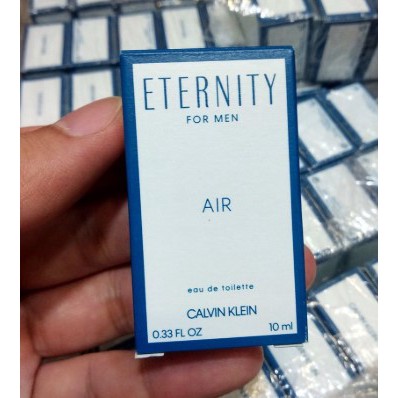 ETERNITY
FOR MEN
AIR
eau de toilette
CALVIN KLEIN
0.33 FL OZ 10 ml